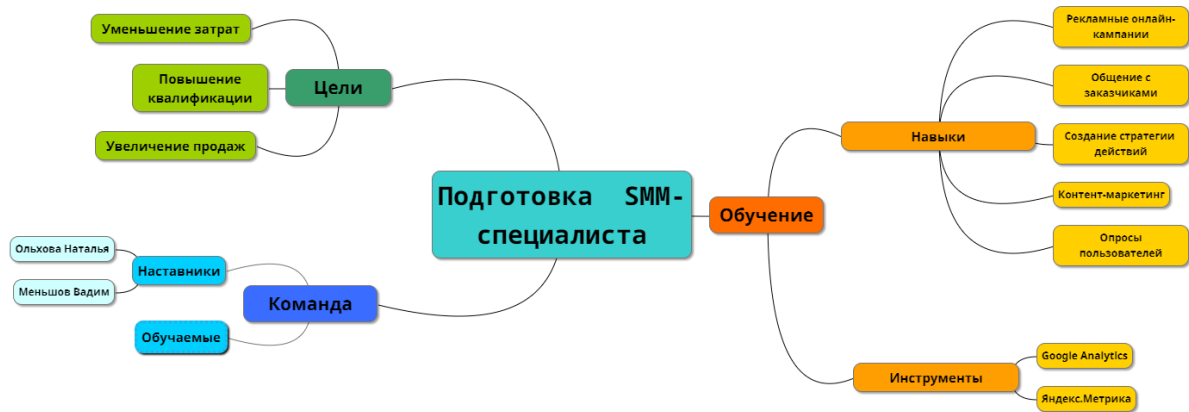 Уменьшение затрат
Повышение
квалификации
Увеличение продаж
Цели
Подготовка SMM-
специалиста
Ольхова Наталья
Меньшов Вадим
Наставники
Обучаемые
Команда
Обучение
Навыки
Рекламные онлайн-
кампании
Общение с
заказчиками
Создание стратегии
действий
Контент-маркетинг
Опросы
пользователей
Инструменты
Google Analytics
Яндекс.Метрика